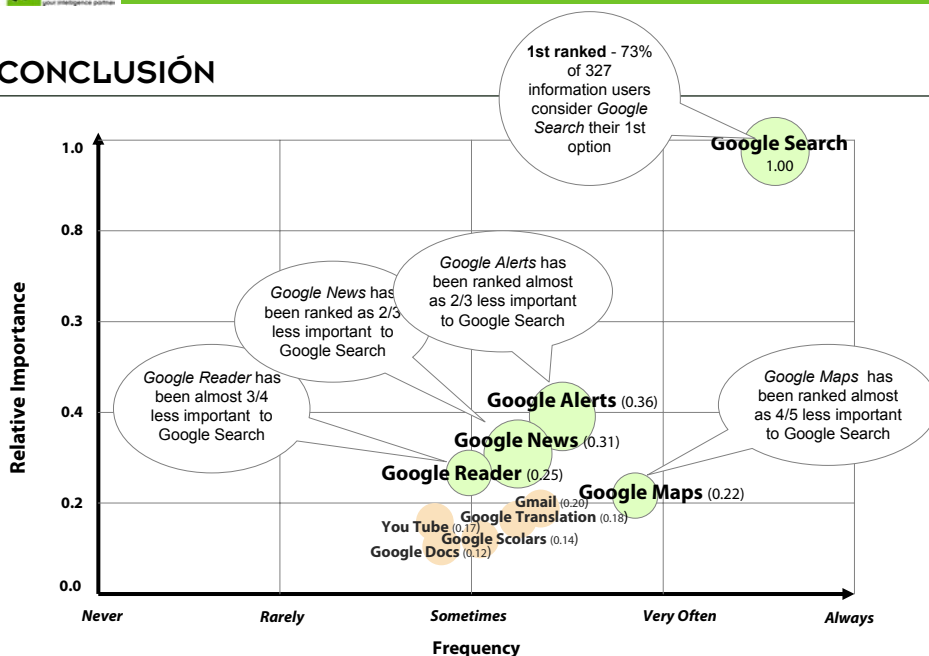 your intelligence partner
CONCLUSIÓN
1st ranked - 73%
of 327
information users
consider Google
Search their 1st
option
Google Search
1.00
Google Alerts has
been ranked almost
as 2/3 less important
to Google Search
Google News has
been ranked as 2/3
less important to
Google Search
Google Reader has
been almost 3/4
less important to
Google Search
Google Maps has
been ranked almost
as 4/5 less important
to Google Search
Google Alerts (0.36)
Google News (0.31)
Google Reader (0.25)
Google Maps (0.22)
Gmail (0.20)
Google Translation (0.18)
You Tube (0.17)
Google Scolars (0.14)
Google Docs (0.12)
Relative Importance
1.0
0.8
0.3
0.4
0.2
0.0
Never
Rarely
Sometimes
Very Often
Always
Frequency